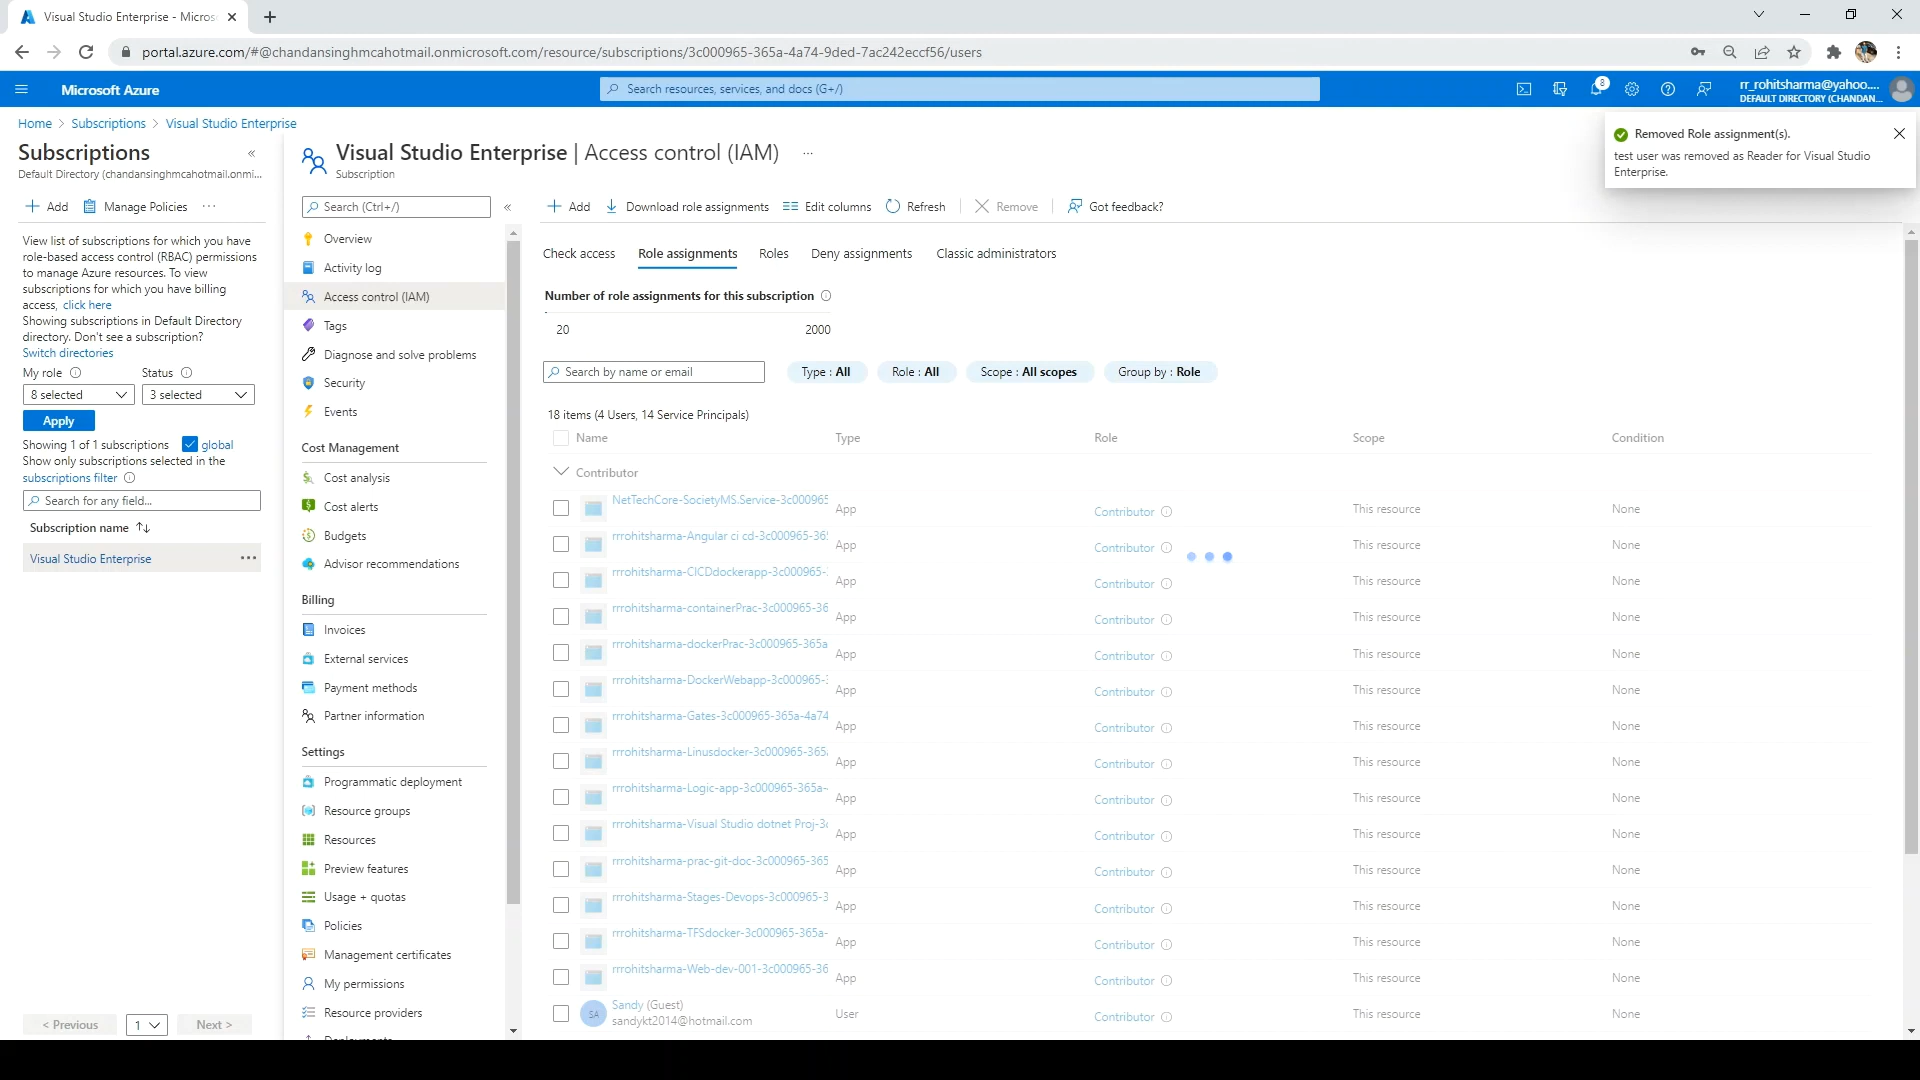 Visual Studio Enterprise - Micros
portal.azure.com/#@chandansinghmcahotmail.onmicrosoft.com/resource/subscriptions/3c000965-365a-4a74-9ded-7ac242eccf56/users
Microsoft Azure
Search resources, services, and docs (G+/)
8
rr_rohitsharma@yahoo....
DEFAULT DIRECTORY (CHANDAN...
Home > Subscriptions > Visual Studio Enterprise
Removed Role assignment(s).
test user was removed as Reader for Visual Studio
Enterprise.
Subscriptions
Default Directory (chandansinghmcahotmail.onmi...
Add
Manage Policies
...
View list of subscriptions for which you have
role-based access control (RBAC) permissions
to manage Azure resources. To view
subscriptions for which you have billing
access, click here
Showing subscriptions in Default Directory
directory. Don't see a subscription?
Switch directories
My role
Status
8 selected
3 selected
Apply
Showing 1 of 1 subscriptions
global
Show only subscriptions selected in the
subscriptions filter
Search for any field...
Subscription name
Visual Studio Enterprise
...
< Previous
1
Next >
Visual Studio Enterprise | Access control (IAM)
...
Subscription
Search (Ctrl+/)
Overview
Activity log
Access control (IAM)
Tags
Diagnose and solve problems
Security
Events
Cost Management
Cost analysis
Cost alerts
Budgets
Advisor recommendations
Billing
Invoices
External services
Payment methods
Partner information
Settings
Programmatic deployment
Resource groups
Resources
Preview features
Usage + quotas
Policies
Management certificates
My permissions
Resource providers
Deployments
Add
Download role assignments
Edit columns
Refresh
Remove
Got feedback?
Check access
Role assignments
Roles
Deny assignments
Classic administrators
Number of role assignments for this subscription
20
2000
Search by name or email
Type : All
Role : All
Scope : All scopes
Group by : Role
18 items (4 Users, 14 Service Principals)
Name Type Role Scope Condition
Contributor
NetTechCore-SocietyMS.Service-3c000965 App Contributor This resource None
rrrohitsharma-Angular ci cd-3c000965-36 App Contributor This resource None
rrrohitsharma-CICDdockerapp-3c000965- App Contributor This resource None
rrrohitsharma-containerPrac-3c000965-36 App Contributor This resource None
rrrohitsharma-dockerPrac-3c000965-365a App Contributor This resource None
rrrohitsharma-DockerWebapp-3c000965- App Contributor This resource None
rrrohitsharma-Gates-3c000965-365a-4a74 App Contributor This resource None
rrrohitsharma-Linusdocker-3c000965-365 App Contributor This resource None
rrrohitsharma-Logic-app-3c000965-365a- App Contributor This resource None
rrrohitsharma-Visual Studio dotnet Proj-3 App Contributor This resource None
rrrohitsharma-prac-git-doc-3c000965-365 App Contributor This resource None
rrrohitsharma-Stages-Devops-3c000965-3 App Contributor This resource None
rrrohitsharma-TFSdocker-3c000965-365a- App Contributor This resource None
rrrohitsharma-Web-dev-001-3c000965-36 App Contributor This resource None
SA Sandy (Guest) User Contributor This resource None
sandykt2014@hotmail.com